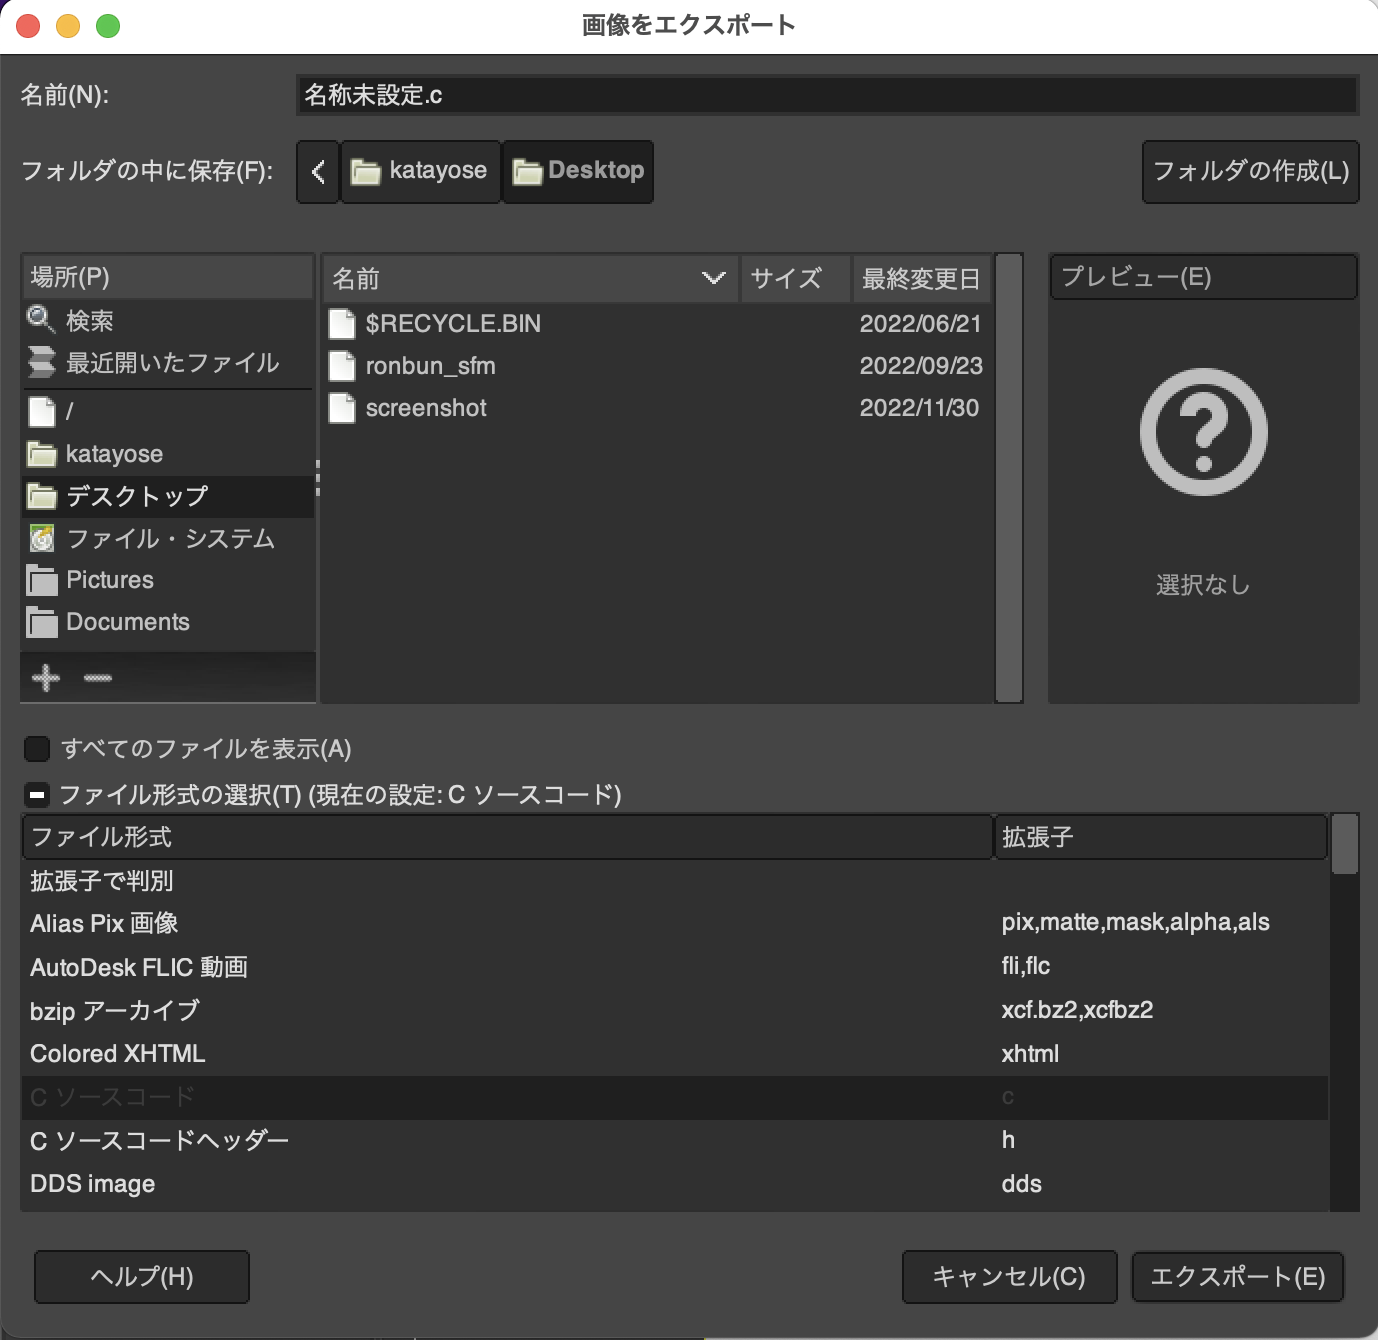 画像をエクスポート
名前(N):
名称未設定.c
フォルダの中に保存(F):
katayose
Desktop
フォルダの作成(L)
場所(P)
検索
最近開いたファイル
/
katayose
デスクトップ
ファイル・システム
Pictures
Documents
名前 サイズ 最終変更日
$RECYCLE.BIN 2022/06/21
ronbun_sfm 2022/09/23
screenshot 2022/11/30
プレビュー(E)
選択なし
すべてのファイルを表示(A)
ファイル形式の選択(T) (現在の設定: C ソースコード)
ファイル形式 拡張子
拡張子で判別
Alias Pix 画像 pix,matte,mask,alpha,als
AutoDesk FLIC 動画 fli,flc
bzip アーカイブ xcf.bz2,xcfbz2
Colored XHTML xhtml
C ソースコード c
C ソースコードヘッダー h
DDS image dds
ヘルプ(H)
キャンセル(C)
エクスポート(E)